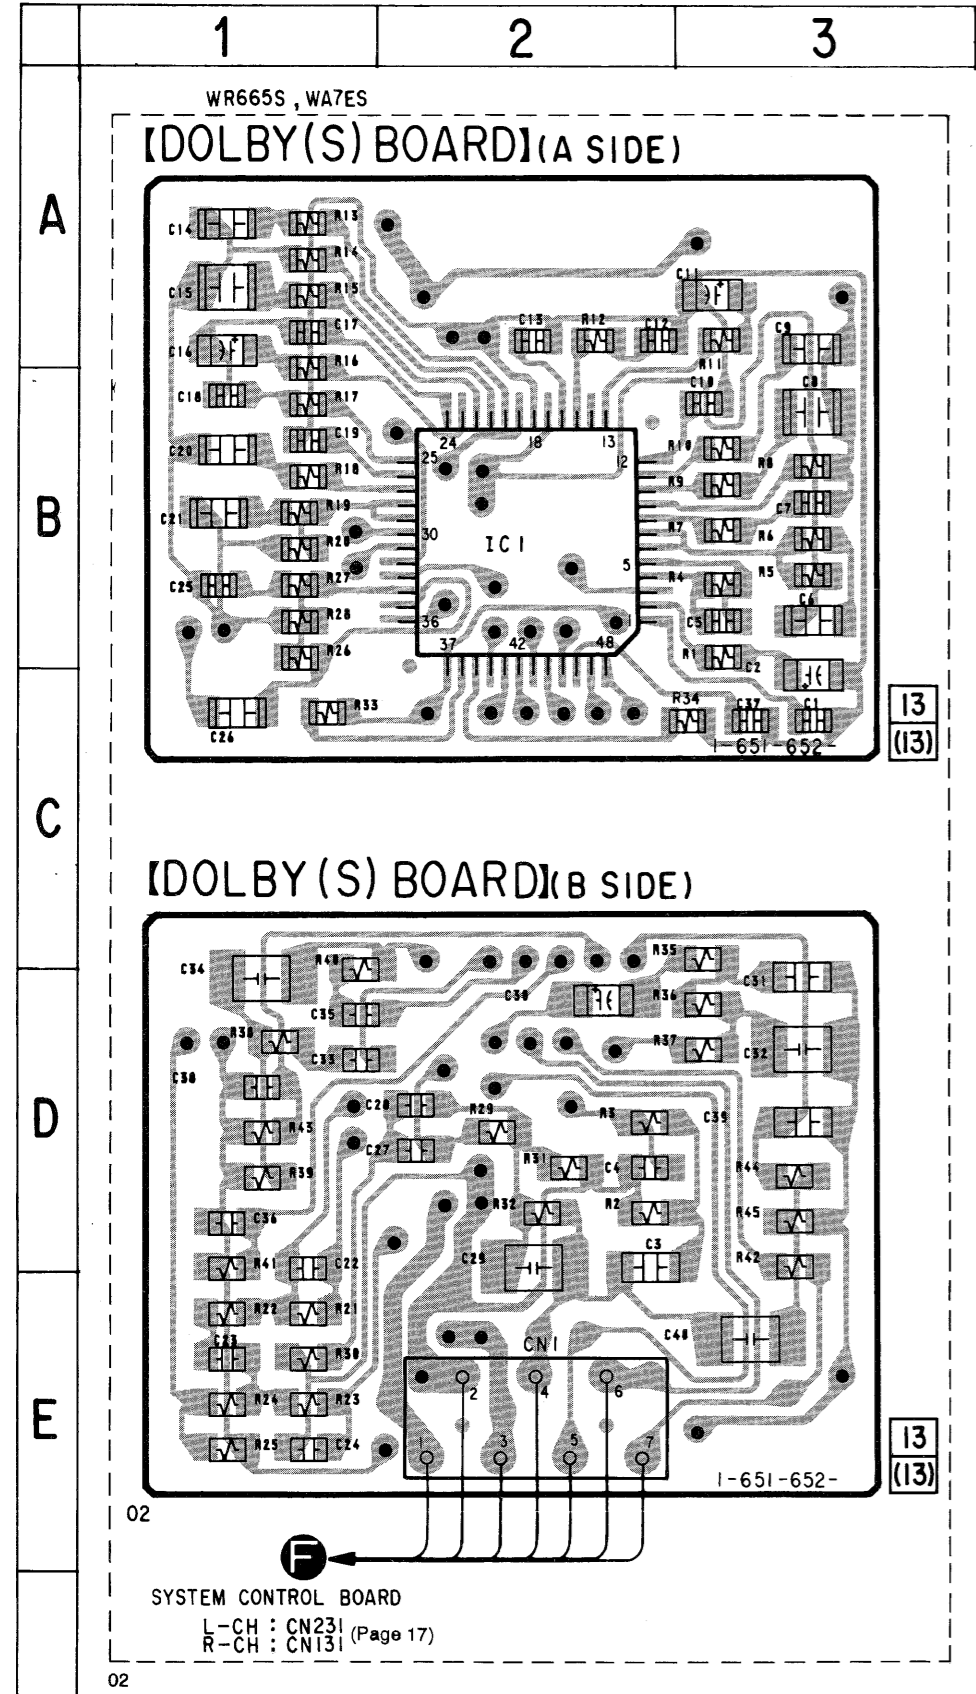 1 2 3
WR665S , WA7ES
【DOLBY (S) BOARD】(A SIDE)
A
C14 R13
R14
C11
C15 R15
C17 C13 R12 C12 C9
C16 R16 R11
C18 R17 C10 C8
24 18 13
C20 C19 25 12 R10
R18 R9 R8
B
C21 R19 R7 C7
R20 30 IC1 R6
5
C25 R27 R4 R5
R28 C5 C6
36 1
37 42 48
R26 R1 C2
C26 R33 R34 C37 C1
1-651-652-
13
(13)
C
【DOLBY (S) BOARD】(B SIDE)
C34 R40 R35 C31
C35 C30 R36
R38 C33 R37 C32
C38
D
C28 R29 R3 C39
R43 C27 R31 C4 R44
R39 R32 R2 R45
C36 C29 C3 R42
R41 C22
R22 R21 C40
C23 R30 CN1
2 4 6
E
R24 R23
R25 C24 1 3 5 7
1-651-652-
13
(13)
02
F
SYSTEM CONTROL BOARD
L-CH : CN231
R-CH : CN131 (Page 17)
02